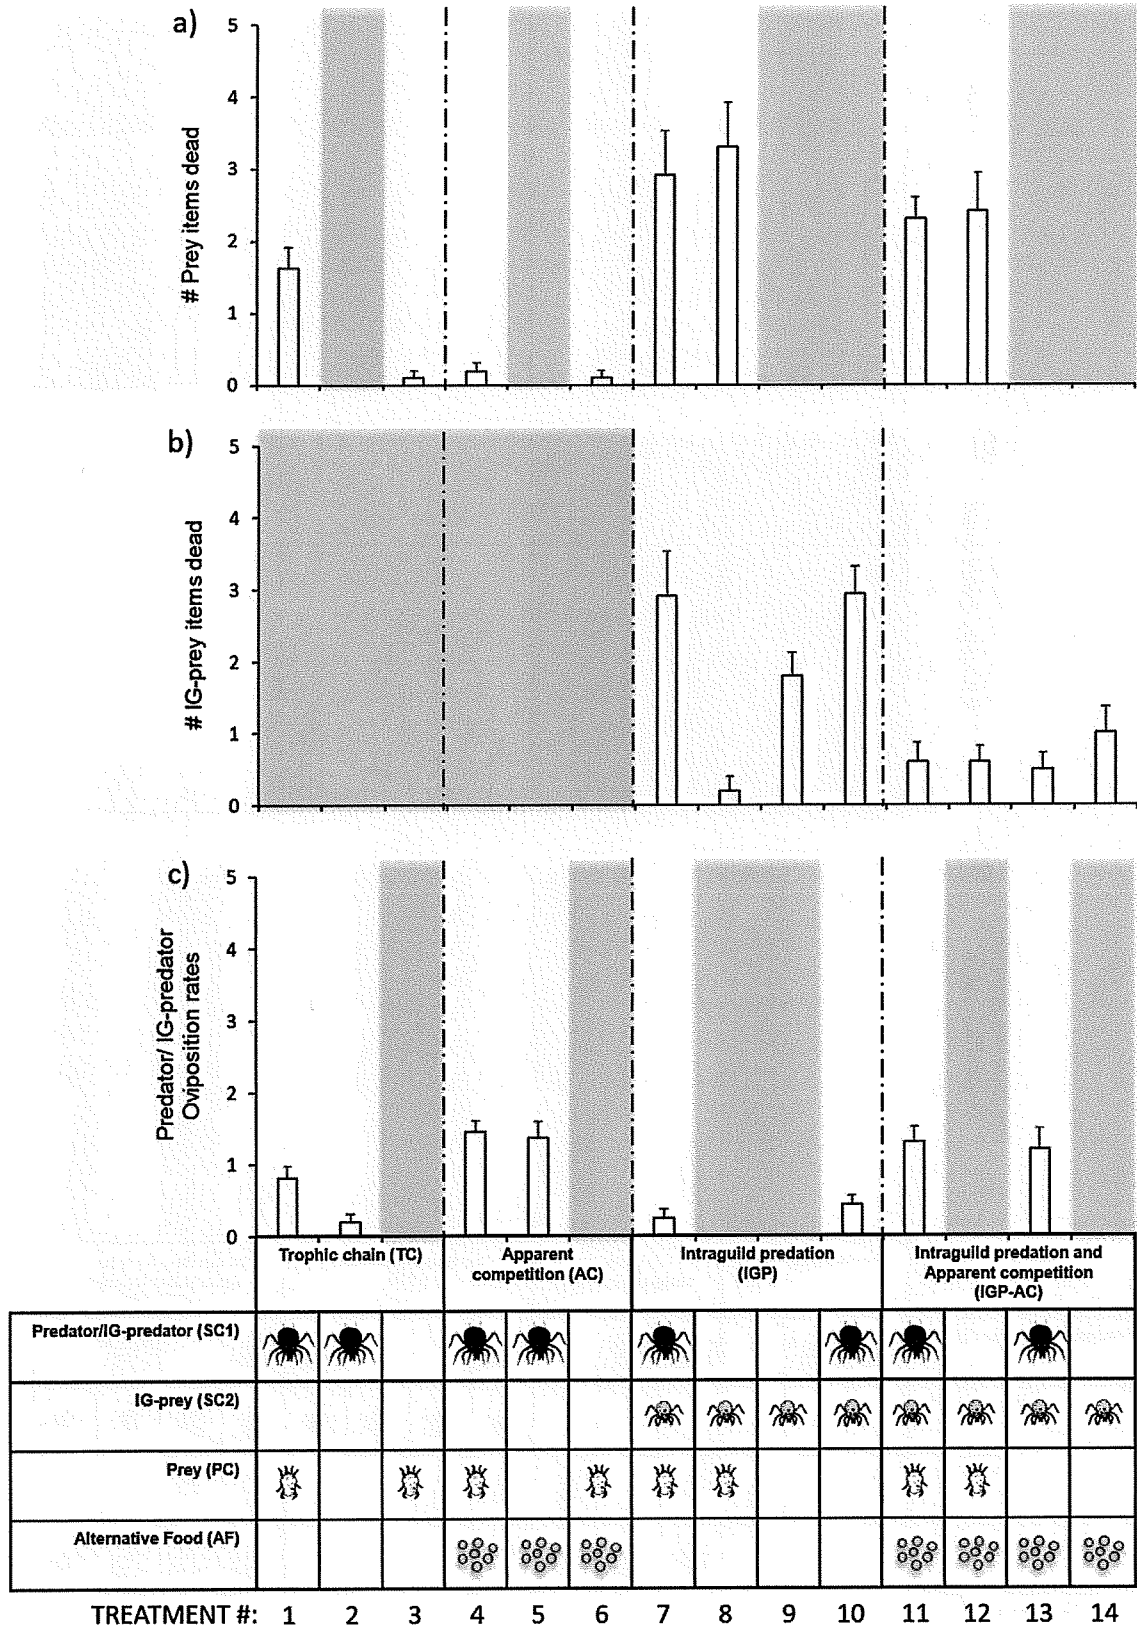 a)
5
4
3
2
1
0
# Prey items dead
b)
5
4
3
2
1
0
# IG-prey items dead
c)
5
4
3
2
1
0
Predator/ IG-predator
Oviposition rates
Trophic chain (TC)
Apparent
competition (AC)
Intraguild predation
(IGP)
Intraguild predation and
Apparent competition
(IGP-AC)
Predator/IG-predator (SC1)
IG-prey (SC2)
Prey (PC)
Alternative Food (AF)
TREATMENT #: 1 2 3 4 5 6 7 8 9 10 11 12 13 14